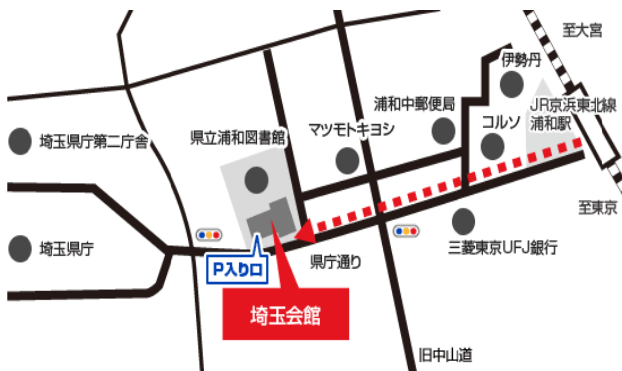 至大宮
伊勢丹
JR京浜東北線
浦和駅
浦和中郵便局
コルソ
マツモトキヨシ
県立浦和図書館
埼玉県庁第二庁舎
至東京
埼玉県庁
三菱東京UFJ銀行
県庁通り
P入り口
埼玉会館
旧中山道